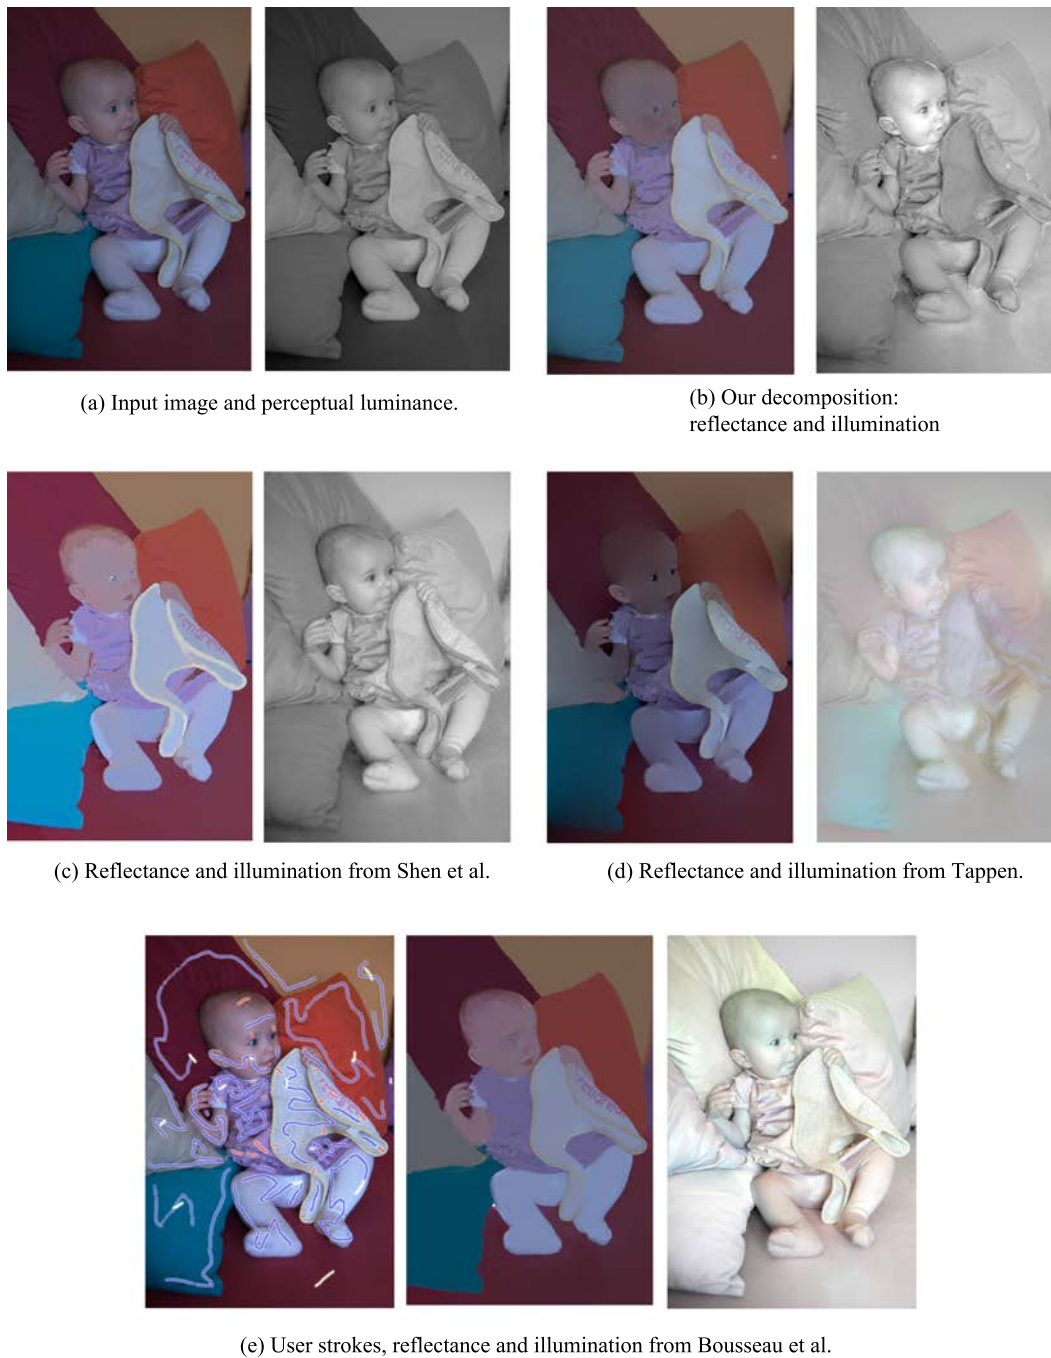 (a) Input image and perceptual luminance.
(b) Our decomposition:
reflectance and illumination
(c) Reflectance and illumination from Shen et al.
(d) Reflectance and illumination from Tappen.
(e) User strokes, reflectance and illumination from Bousseau et al.